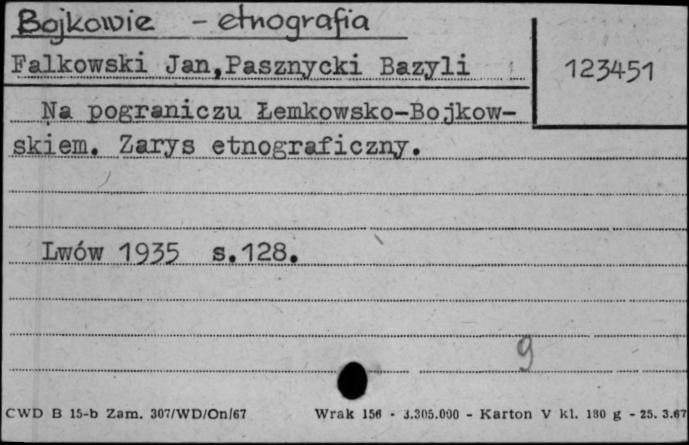 Bojkowie - etnografia
Falkowski Jan,Pasznycki Bazyli
123451
Na pograniczu Łemkowsko-Bojkow-
skiem. Zarys etnograficzny.
Lwów 1935 s.128.
9
CWD B 15-b Zam. 307/WD/On/67 Wrak 156 - 3.305.000 - Karton V kl. 180 g - 25. 3.67